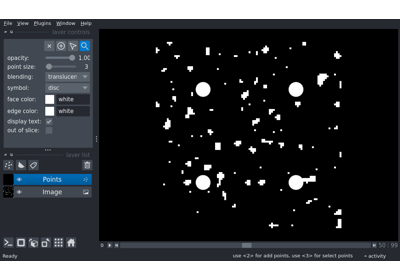 File View Plugins Window Help
layer controls
opacity: 1.00
point size: 3
blending: translucen
symbol: disc
face color: white
edge color: white
display text:
out of slice:
layer list
Points
Image
0 50 99
Ready use <2> for add points, use <3> for select points activity